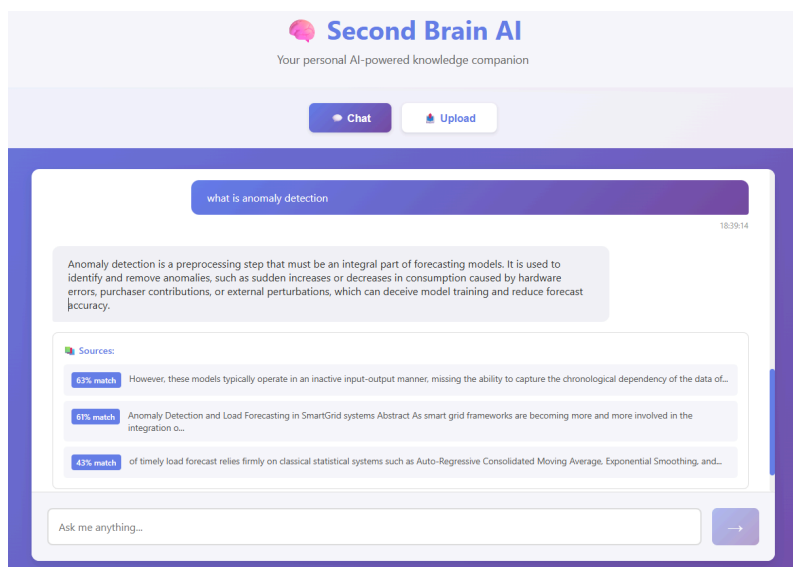 Second Brain AI
Your personal AI-powered knowledge companion
Chat
Upload
what is anomaly detection
18:39:14
Anomaly detection is a preprocessing step that must be an integral part of forecasting models. It is used to
identify and remove anomalies, such as sudden increases or decreases in consumption caused by hardware
errors, purchaser contributions, or external perturbations, which can deceive model training and reduce forecast
accuracy.
Sources:
63% match However, these models typically operate in an inactive input-output manner, missing the ability to capture the chronological dependency of the data of...
61% match Anomaly Detection and Load Forecasting in SmartGrid systems Abstract As smart grid frameworks are becoming more and more involved in the
integration o...
43% match of timely load forecast relies firmly on classical statistical systems such as Auto-Regressive Consolidated Moving Average, Exponential Smoothing, and...
Ask me anything...
→